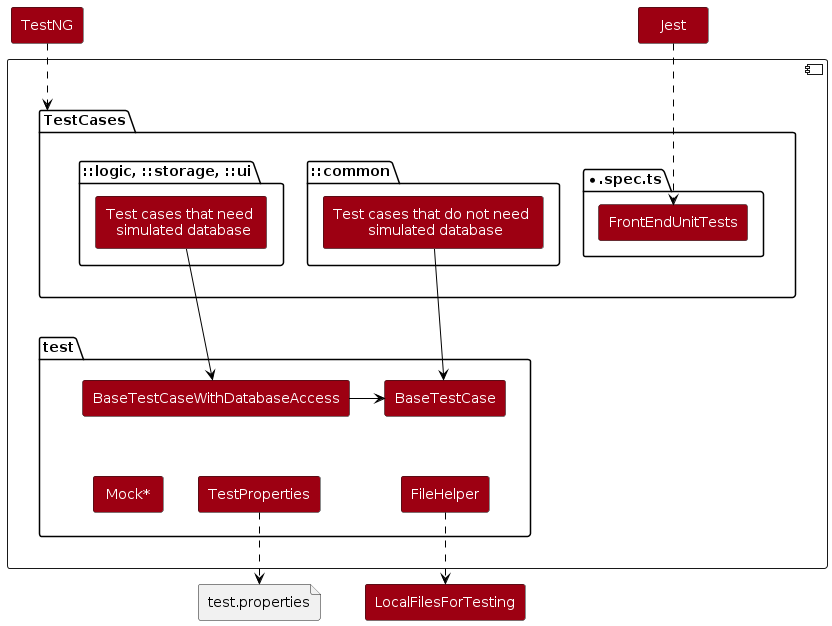 TestNG
Jest
TestCases
::logic, ::storage, ::ui
::common
•.spec.ts
Test cases that need
simulated database
Test cases that do not need
simulated database
FrontEndUnitTests
test
BaseTestCaseWithDatabaseAccess
BaseTestCase
Mock*
TestProperties
FileHelper
test.properties
LocalFilesForTesting